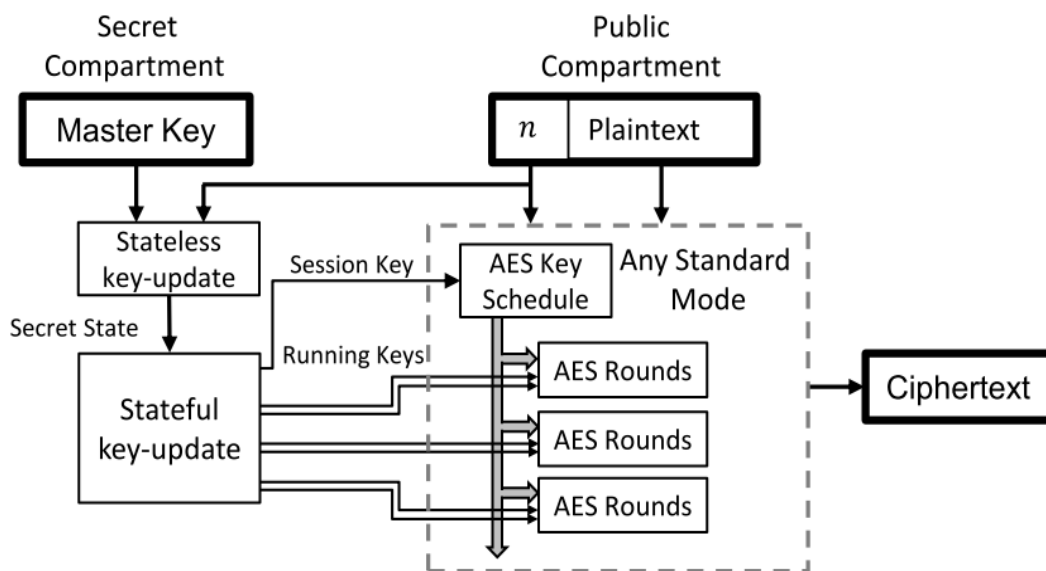 Secret
Compartment
Public
Compartment
Master Key
n
Plaintext
Stateless
key-update
Session Key
AES Key
Schedule
Any Standard
Mode
Secret State
Running Keys
AES Rounds
Ciphertext
Stateful
key-update
AES Rounds
AES Rounds